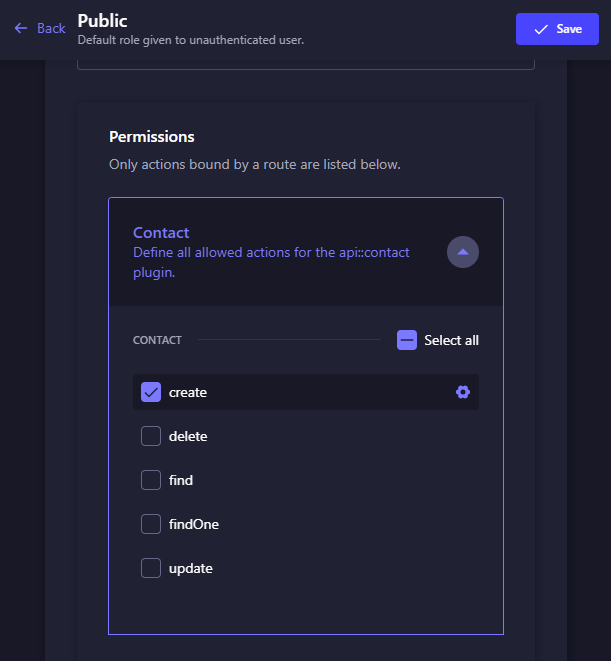 Back
Public
Default role given to unauthenticated user.
Save
Permissions
Only actions bound by a route are listed below.
Contact
Define all allowed actions for the api::contact
plugin.
CONTACT
Select all
create
delete
find
findOne
update